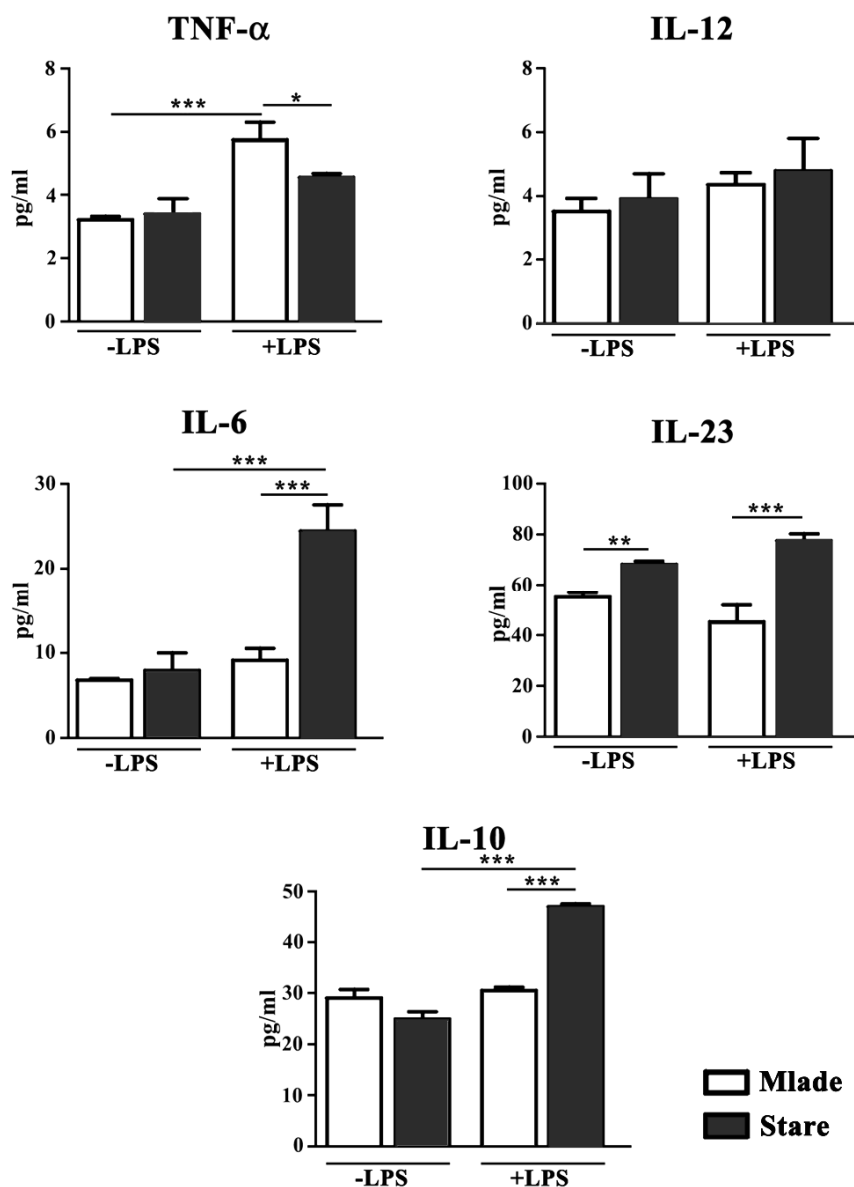 TNF-α
pg/ml
8
6
4
2
0
***
*
-LPS
+LPS
IL-12
pg/ml
8
6
4
2
0
-LPS
+LPS
IL-6
pg/ml
30
20
10
0
***
***
-LPS
+LPS
IL-23
pg/ml
100
80
60
40
20
0
**
***
-LPS
+LPS
IL-10
pg/ml
50
40
30
20
10
0
***
***
-LPS
+LPS
Mlade
Stare